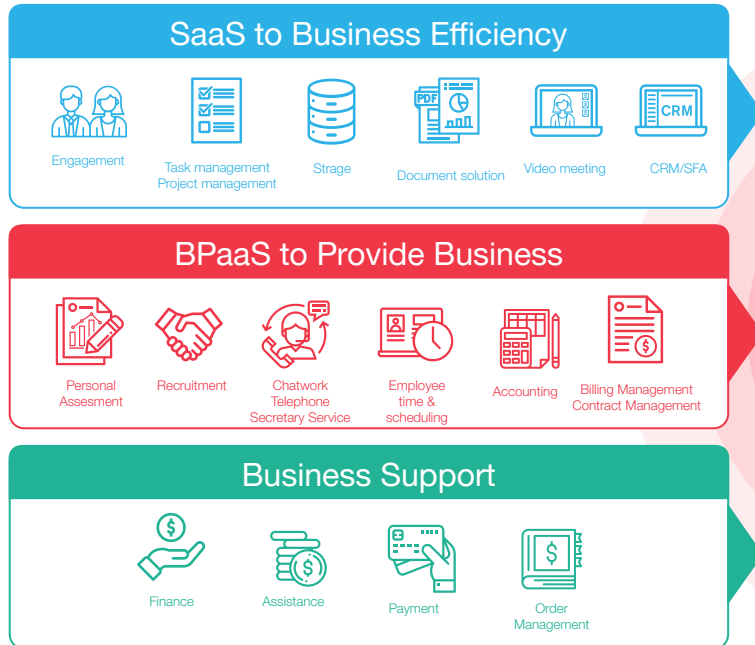 SaaS to Business Efficiency
PDF
CRM
Engagement
Task management
Project management
Strage
Document solution
Video meeting
CRM/SFA
BPaaS to Provide Business
Personal
Assesment
Recruitment
Chatwork
Telephone
Secretary Service
Employee
time &
scheduling
Accounting
Billing Management
Contract Management
Business Support
Finance
Assistance
Payment
Order
Management